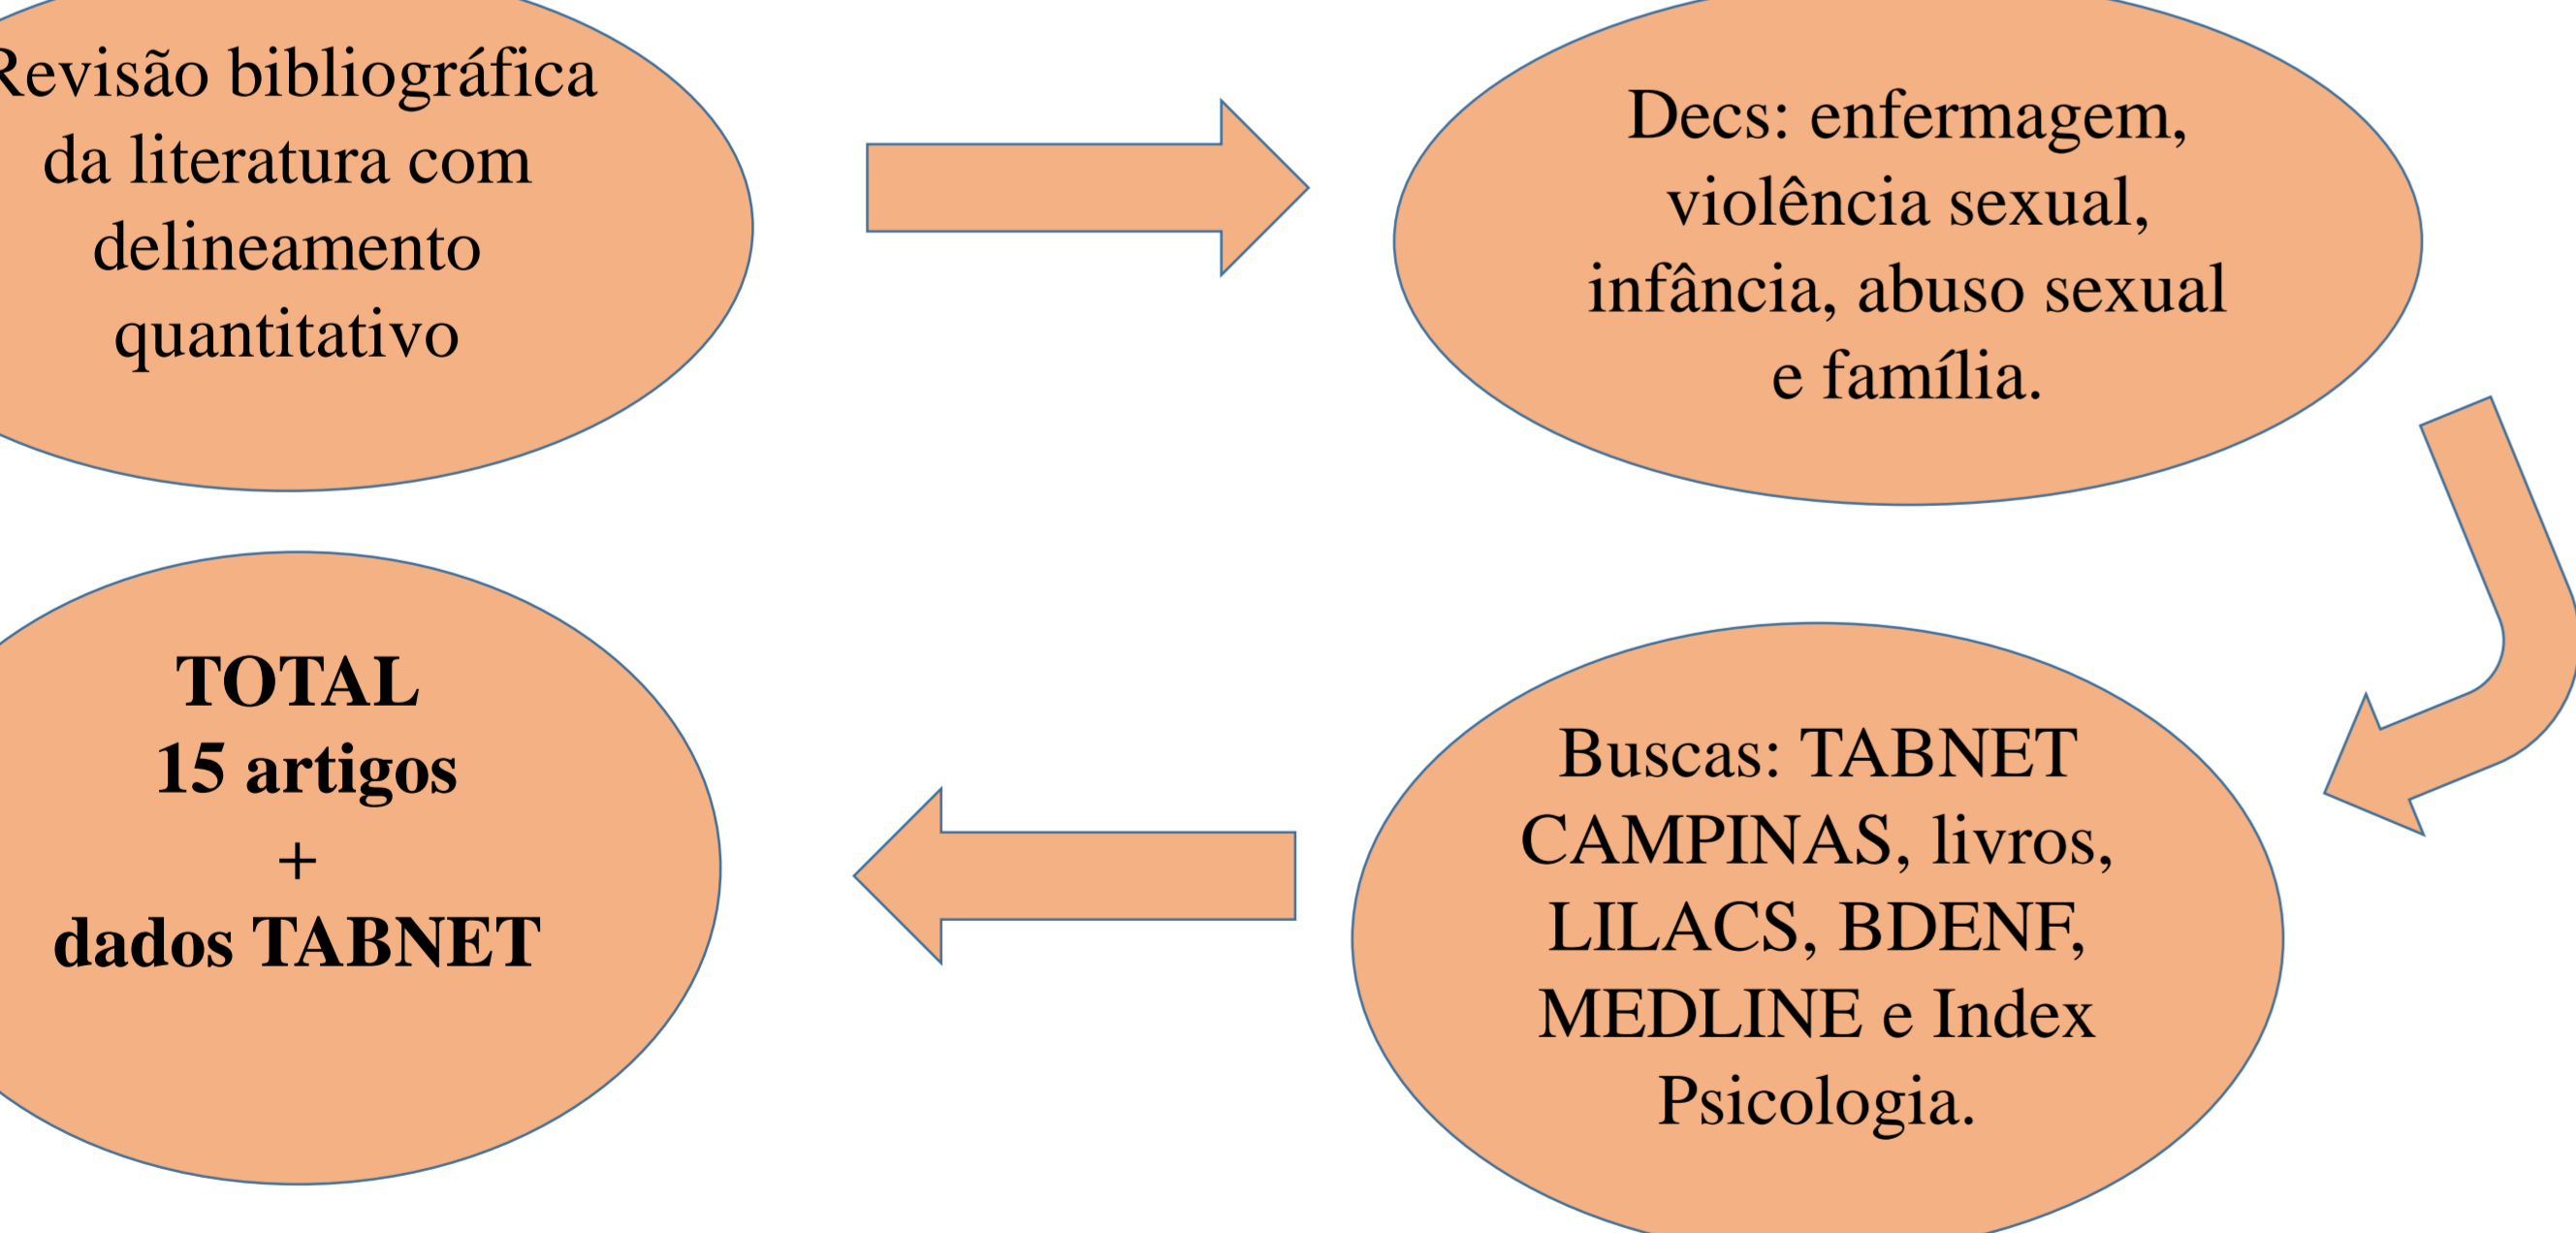 Revisão bibliográfica
da literatura com
delineamento
quantitativo
Decs: enfermagem,
violência sexual,
infância, abuso sexual
e família.
Buscas: TABNET
CAMPINAS, livros,
LILACS, BDENF,
MEDLINE e Index
Psicologia.
TOTAL
15 artigos
+
dados TABNET